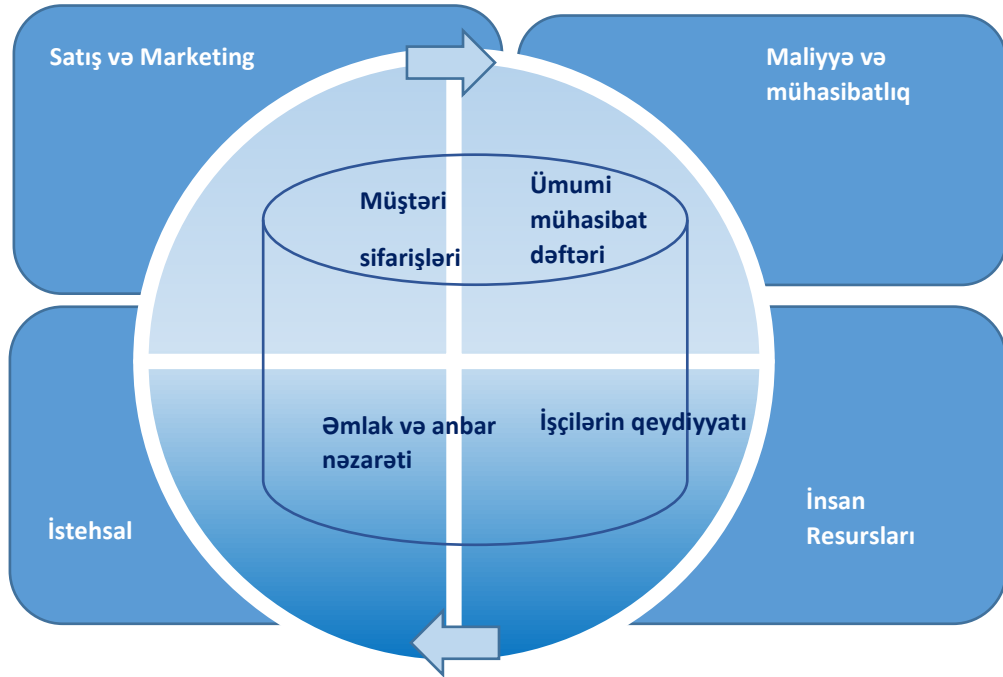 Satış və Marketing
Maliyyə və
mühasibatlıq
Müştəri
sifarişləri
Ümumi
mühasibat
dəftəri
Əmlak və anbar
nəzarəti
İşçilərin qeydiyyatı
İstehsal
İnsan
Resursları